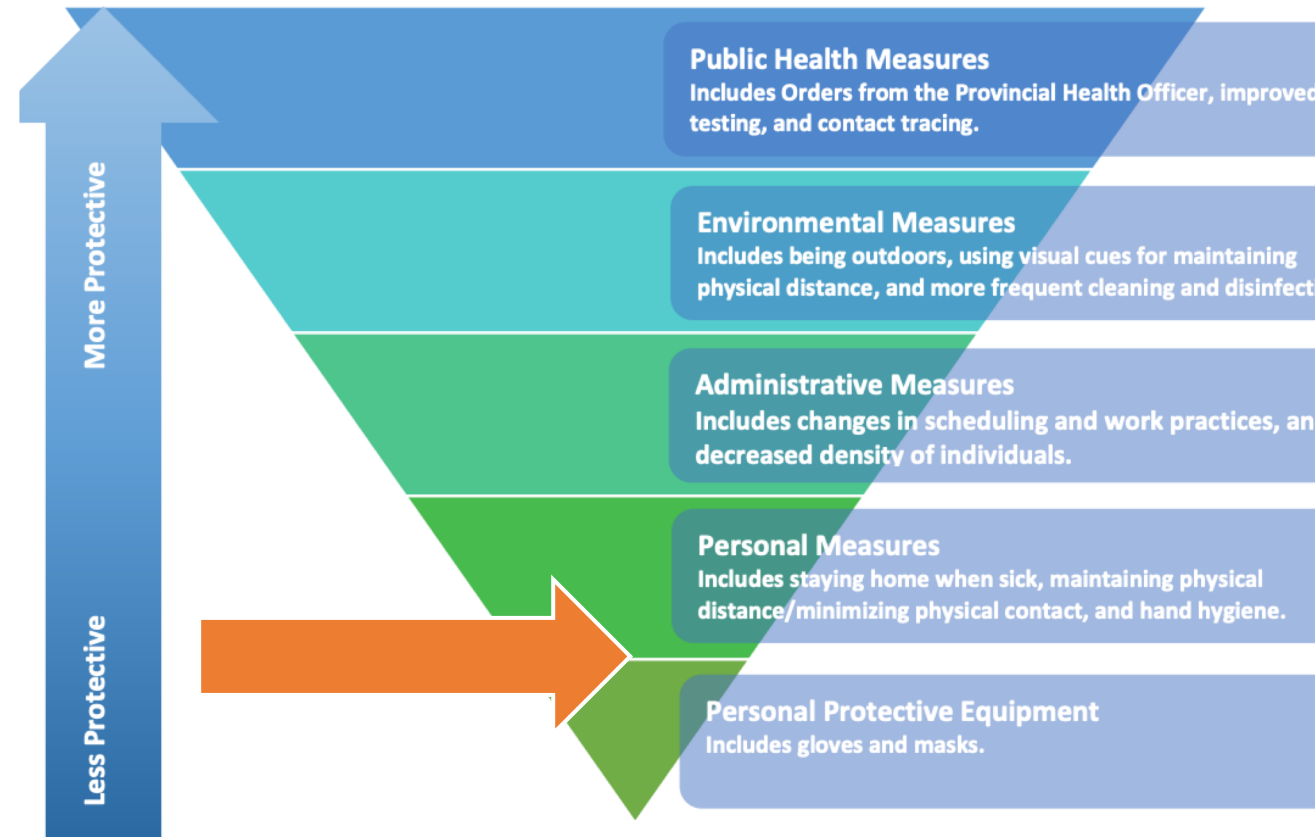 More Protective
Less Protective
Public Health Measures
Includes Orders from the Provincial Health Officer, improved
testing, and contact tracing.
Environmental Measures
Includes being outdoors, using visual cues for maintaining
physical distance, and more frequent cleaning and disinfect
Administrative Measures
Includes changes in scheduling and work practices, an
decreased density of individuals.
Personal Measures
Includes staying home when sick, maintaining physical
distance/minimizing physical contact, and hand hygiene.
Personal Protective Equipment
Includes gloves and masks.